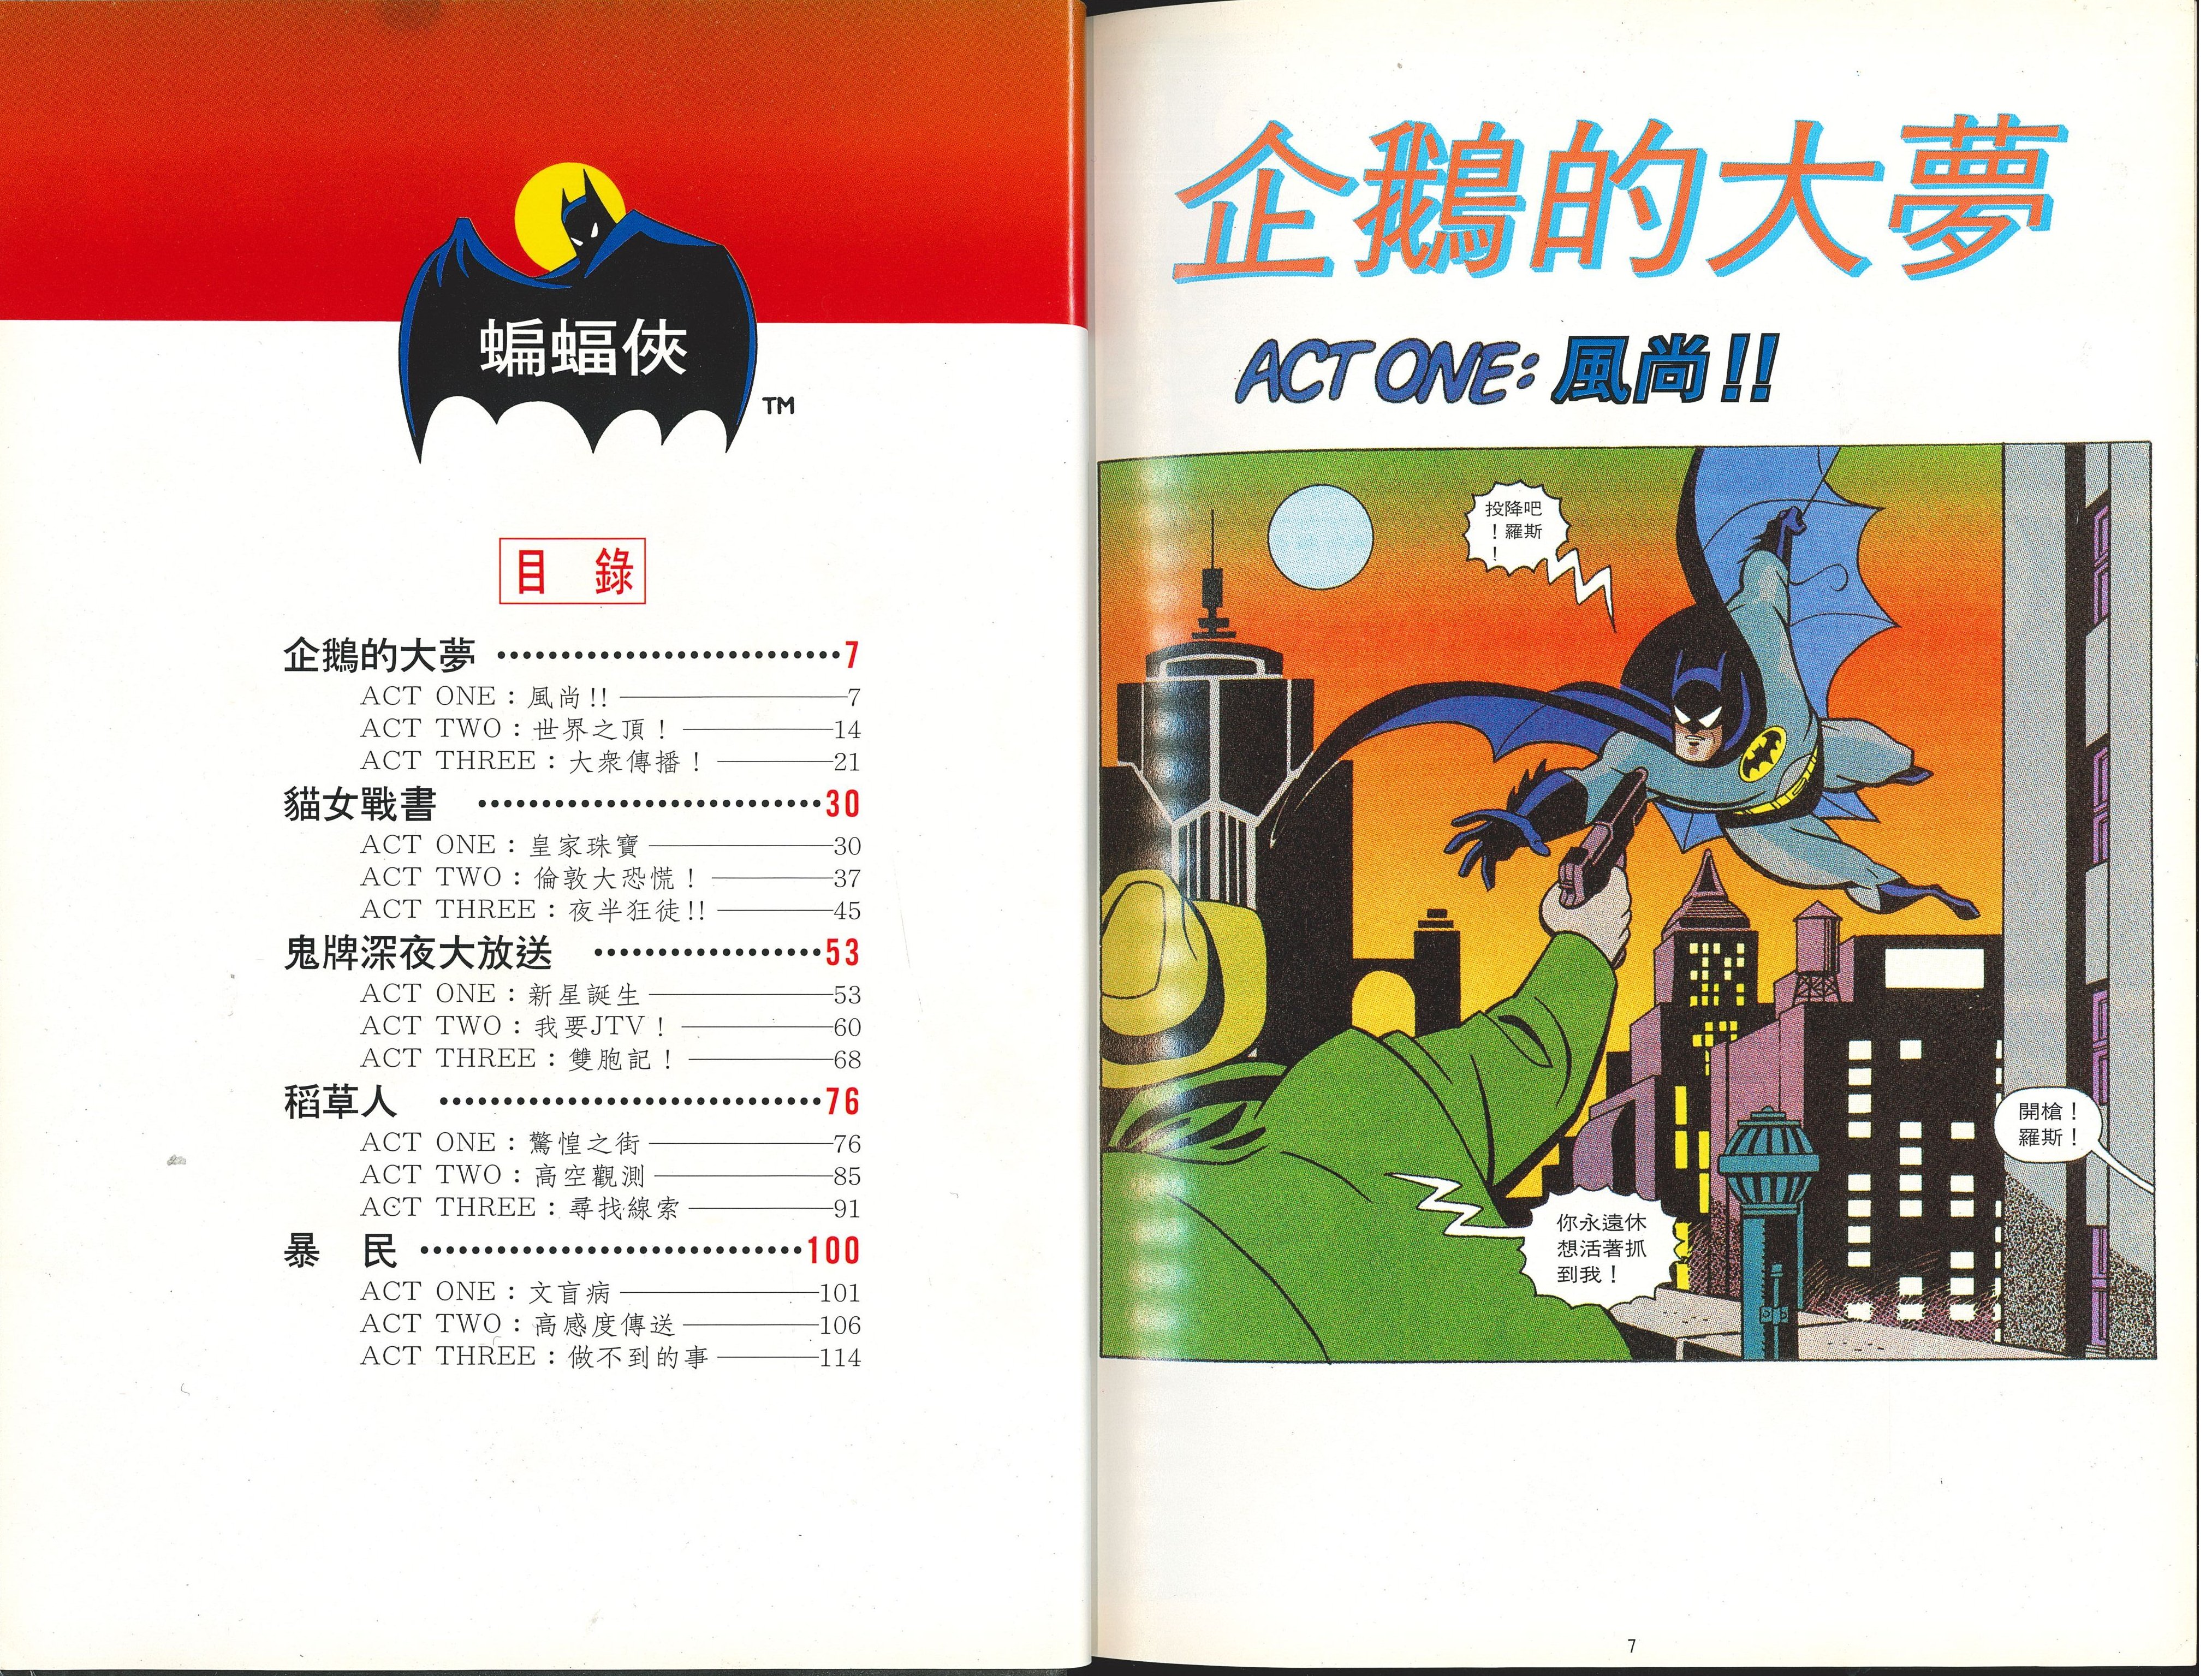 蝙蝠俠
TM
目 錄
企鵝的大夢 ··························· 7
ACT ONE：風尚!! ——— 7
ACT TWO：世界之頂！ ——— 14
ACT THREE：大眾傳播！ ——— 21
貓女戰書 ··························· 30
ACT ONE：皇家珠寶 ——— 30
ACT TWO：倫敦大恐慌！ ——— 37
ACT THREE：夜半狂徒!! ——— 45
鬼牌深夜大放送 ·················· 53
ACT ONE：新星誕生 ——— 53
ACT TWO：我要JTV！ ——— 60
ACT THREE：雙胞記！ ——— 68
稻草人 ······························ 76
ACT ONE：驚惶之街 ——— 76
ACT TWO：高空觀測 ——— 85
ACT THREE：尋找線索 ——— 91
暴 民 ······························ 100
ACT ONE：文盲病 ——— 101
ACT TWO：高感度傳送 ——— 106
ACT THREE：做不到的事 ——— 114
企鵝的大夢
ACT ONE: 風尚!!
投降吧
！羅斯
！
開槍！
羅斯！
你永遠休
想活著抓
到我！
7